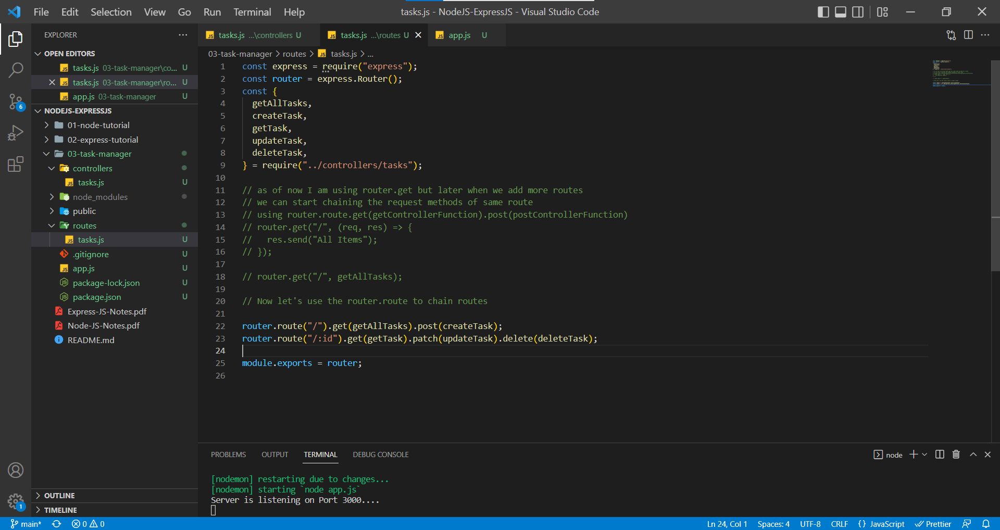 File Edit Selection View Go Run Terminal Help
tasks.js - NodeJS-ExpressJS - Visual Studio Code
EXPLORER
OPEN EDITORS
tasks.js 03-task-manager\co... U
tasks.js 03-task-manager\ro... U
app.js 03-task-manager U
NODEJS-EXPRESSJS
01-node-tutorial
02-express-tutorial
03-task-manager
controllers
tasks.js U
node_modules
public
routes
tasks.js U
.gitignore U
app.js U
package-lock.json U
package.json U
Express-JS-Notes.pdf
Node-JS-Notes.pdf
README.md
OUTLINE
TIMELINE
6
1
tasks.js ...\controllers U
tasks.js ...\routes U
app.js U
03-task-manager > routes > JS tasks.js > ...
1 const express = require("express");
2 const router = express.Router();
3 const {
4 getAllTasks,
5 createTask,
6 getTask,
7 updateTask,
8 deleteTask,
9 } = require("../controllers/tasks");
10
11 // as of now I am using router.get but later when we add more routes
12 // we can start chaining the request methods of same route
13 // using router.route.get(getControllerFunction).post(postControllerFunction)
14 // router.get("/", (req, res) => {
15 //   res.send("All Items");
16 // });
17
18 // router.get("/", getAllTasks);
19
20 // Now let's use the router.route to chain routes
21
22 router.route("/").get(getAllTasks).post(createTask);
23 router.route("/:id").get(getTask).patch(updateTask).delete(deleteTask);
24
25 module.exports = router;
26
PROBLEMS OUTPUT TERMINAL DEBUG CONSOLE
node
[nodemon] restarting due to changes...
[nodemon] starting `node app.js`
Server is listening on Port 3000....
main* 0 0
Ln 24, Col 1 Spaces: 4 UTF-8 CRLF {} JavaScript Prettier